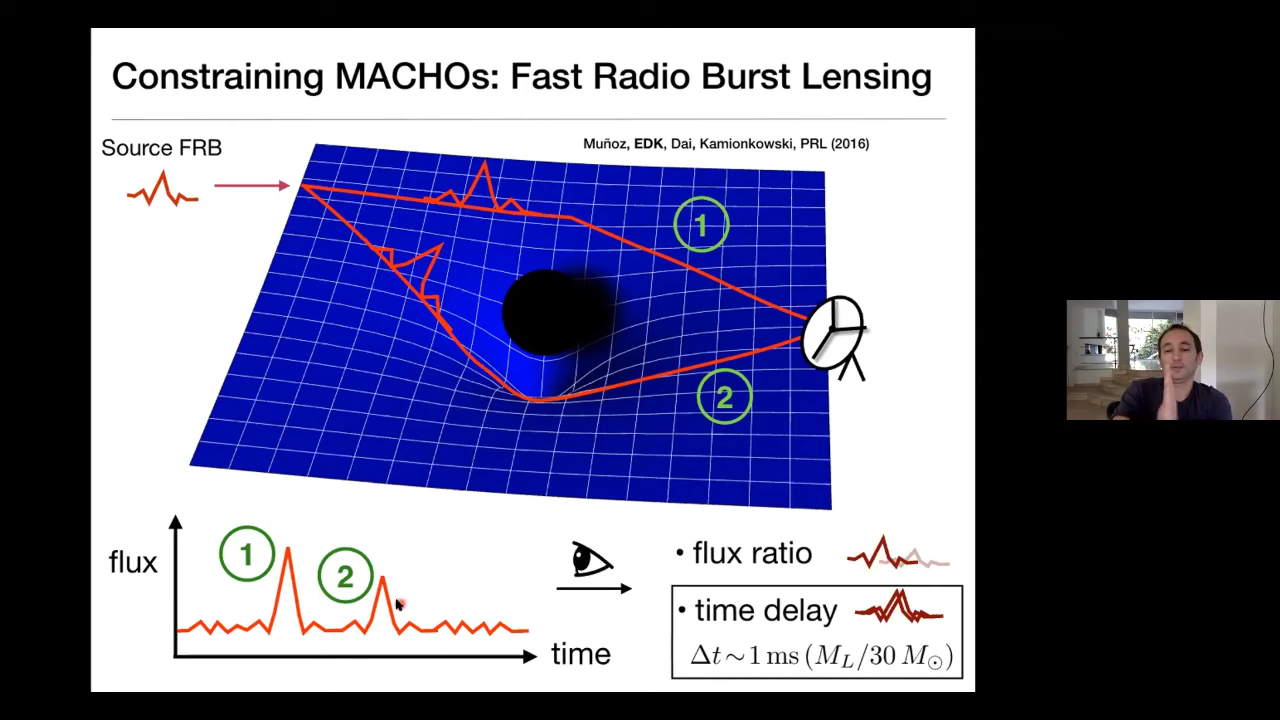 Constraining MACHOs: Fast Radio Burst Lensing
Source FRB
Muñoz, EDK, Dai, Kamionkowski, PRL (2016)
1
2
flux
1
2
time
• flux ratio
• time delay
Δt ~ 1 ms (M_L/30 M_⊙)